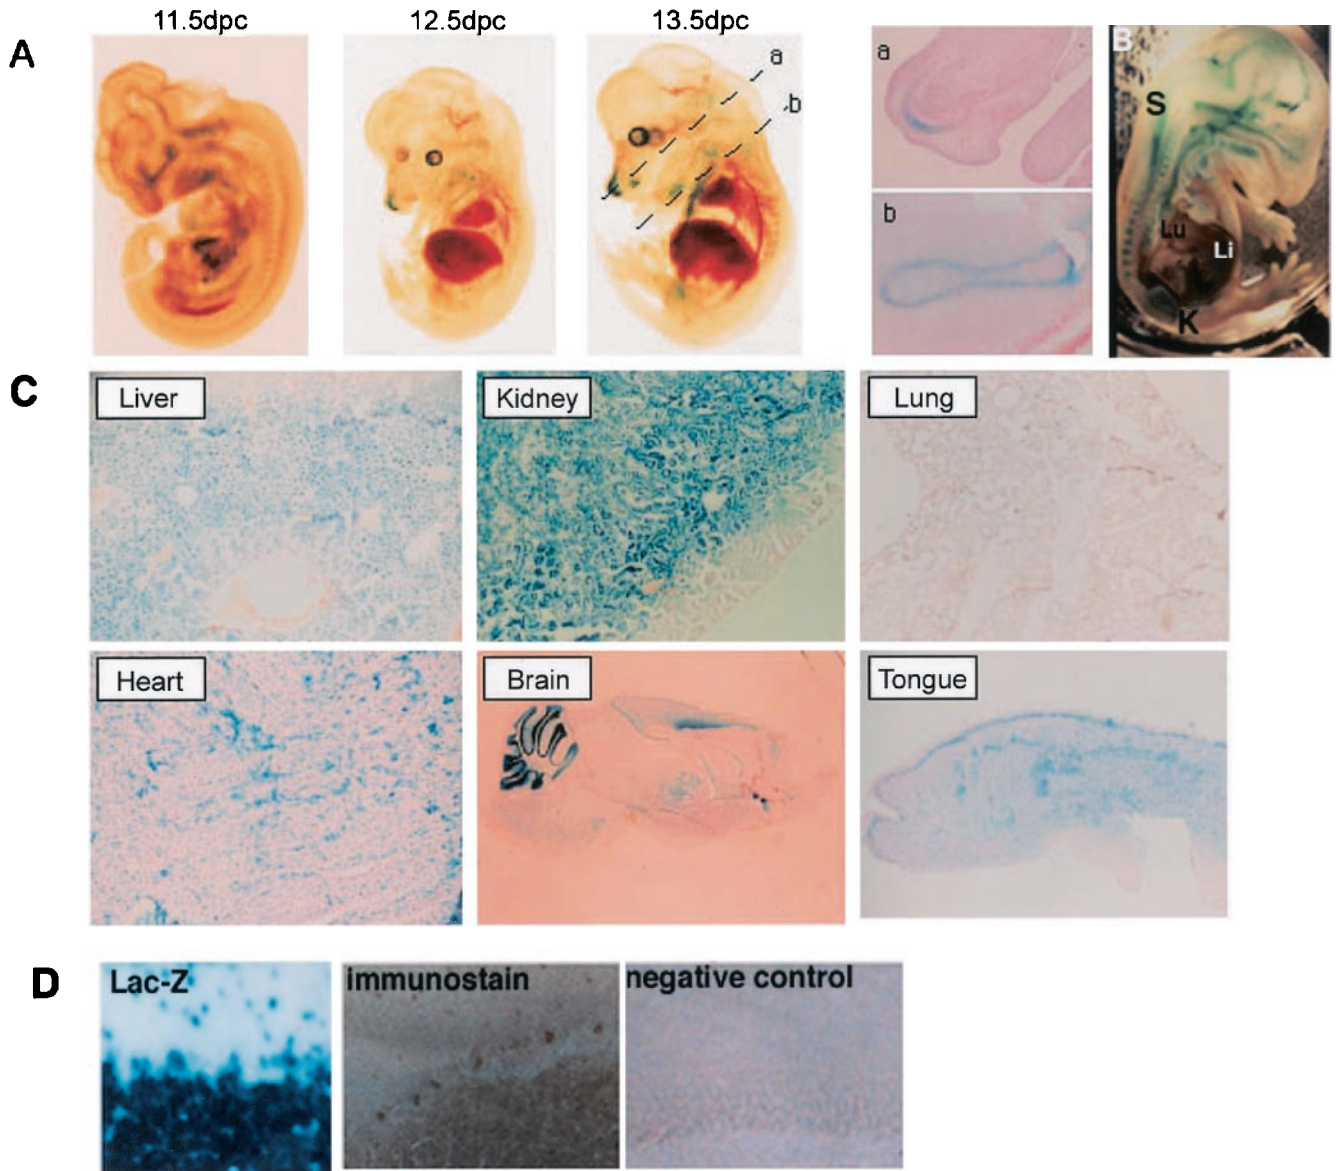 11.5dpc
12.5dpc
13.5dpc
A
a
b
a
b
B
S
Lu
Li
K
C
Liver
Kidney
Lung
Heart
Brain
Tongue
D
Lac-Z
immunostain
negative control